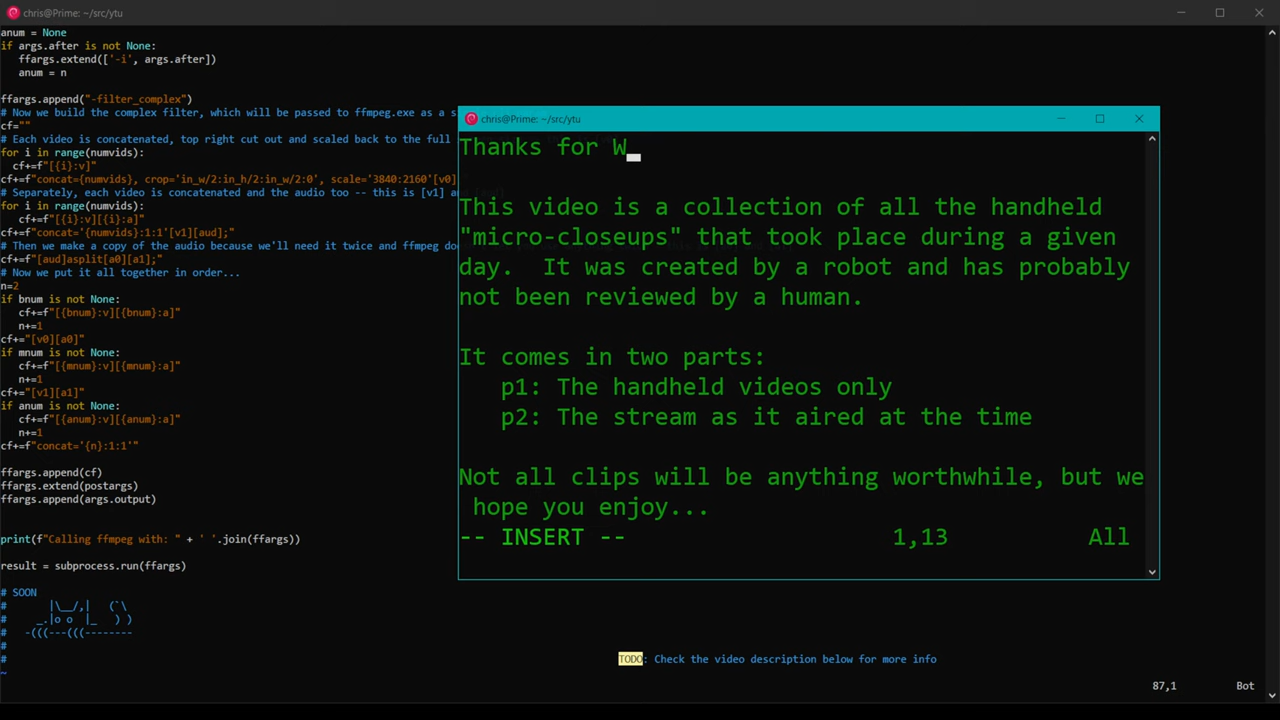 chris@Prime: ~/src/ytu
anum = None
if args.after is not None:
   ffargs.extend(['-i', args.after])
   anum = n

ffargs.append("-filter_complex")
# Now we build the complex filter, which will be passed to ffmpeg.exe as a s
cf=""
# Each video is concatenated, top right cut out and scaled back to the full
for i in range(numvids):
  cf+=f"[{i}:v]"
cf+=f"concat={numvids}, crop='in_w/2:in_h/2:in_w/2:0', scale='3840:2160'[v0]
# Separately, each video is concatenated and the audio too -- this is [v1] a
for i in range(numvids):
   cf+=f"[{i}:v][{i}:a]"
cf+=f"concat='{numvids}:1:1'[v1][aud];"
# Then we make a copy of the audio because we'll need it twice and ffmpeg do
cf+="[aud]asplit[a0][a1];"
# Now we put it all together in order...
n=2
if bnum is not None:
   cf+=f"[{bnum}:v][{bnum}:a]"
   n+=1
cf+="[v0][a0]"
if mnum is not None:
   cf+=f"[{mnum}:v][{mnum}:a]"
   n+=1
cf+="[v1][a1]"
if anum is not None:
   cf+=f"[{anum}:v][{anum}:a]"
   n+=1
cf+=f"concat='{n}:1:1'"

ffargs.append(cf)
ffargs.extend(postargs)
ffargs.append(args.output)

print(f"Calling ffmpeg with: " + ' '.join(ffargs))

result = subprocess.run(ffargs)

# SOON
#      |\__/,|   (`\
#    _.|o o  |_   ) )
#  -(((---(((--------
#
#
~
chris@Prime: ~/src/ytu
Thanks for W

This video is a collection of all the handheld
"micro-closeups" that took place during a given
day.  It was created by a robot and has probably
not been reviewed by a human.

It comes in two parts:
   p1: The handheld videos only
   p2: The stream as it aired at the time

Not all clips will be anything worthwhile, but we
 hope you enjoy...
-- INSERT -- 1,13 All
TODO: Check the video description below for more info
87,1 Bot